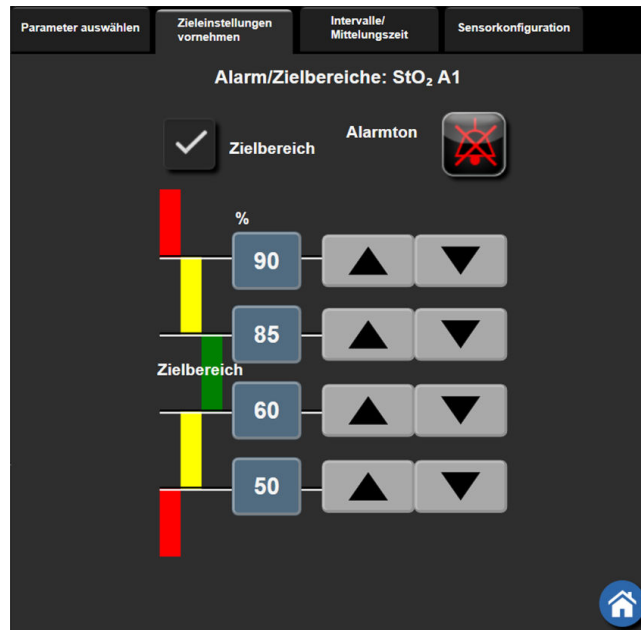 Parameter auswählen
Zieleinstellungen
vornehmen
Intervalle/
Mittelungszeit
Sensorkonfiguration
Alarm/Zielbereiche: StO₂ A1
Zielbereich
Alarmton
%
90
85
Zielbereich
60
50